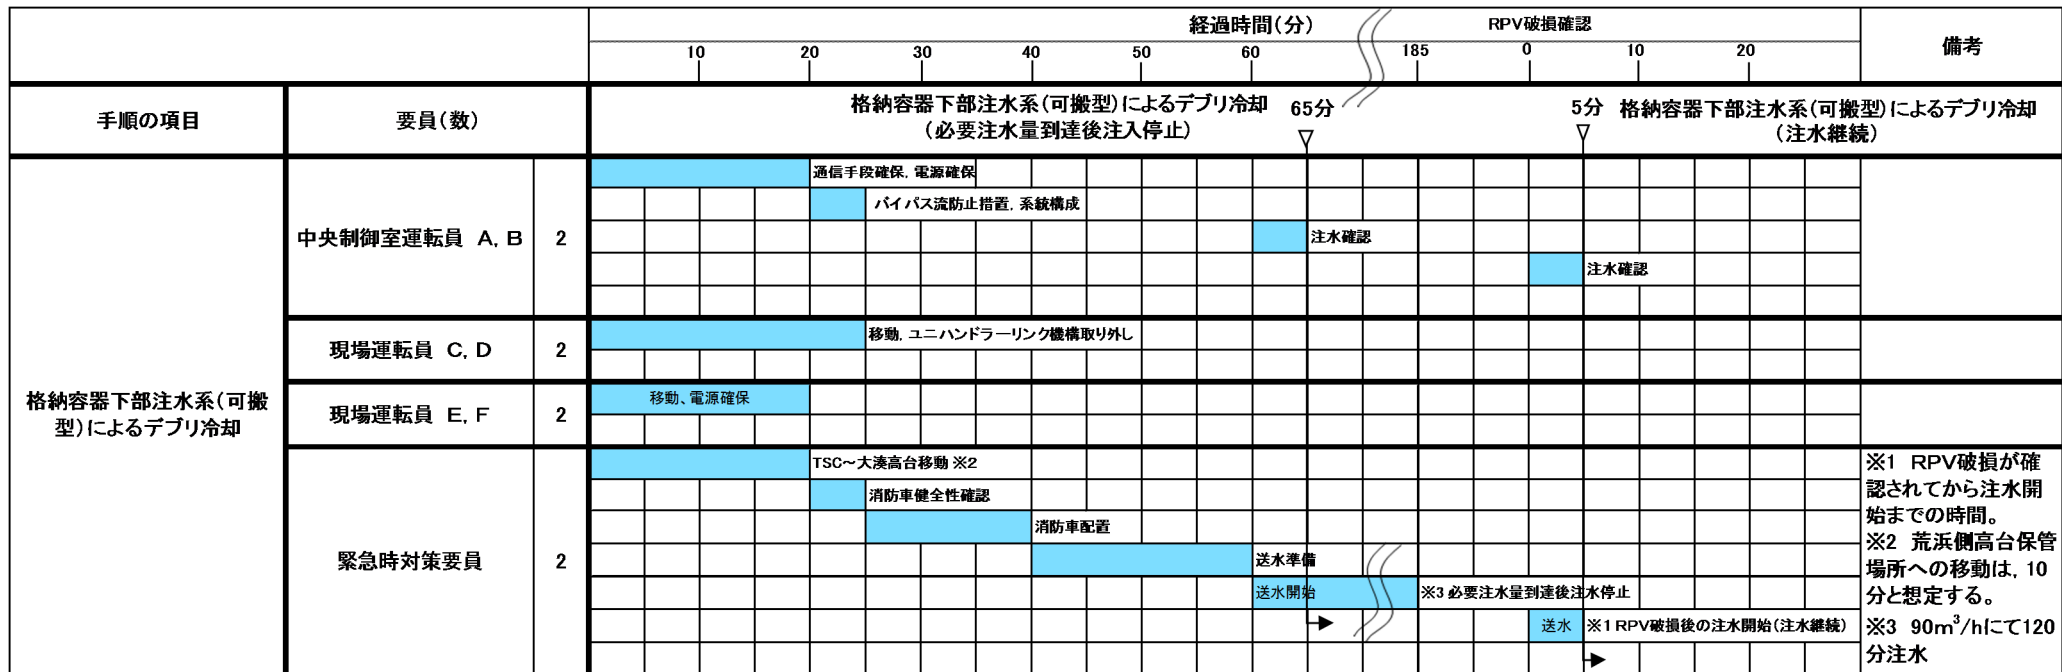 経過時間(分)
RPV破損確認
備考
10 20 30 40 50 60 185 0 10 20
手順の項目
要員(数)
格納容器下部注水系(可搬型)によるデブリ冷却
(必要注水量到達後注入停止)
65分
5分
格納容器下部注水系(可搬型)によるデブリ冷却
(注水継続)
格納容器下部注水系(可搬
型)によるデブリ冷却
中央制御室運転員 A, B 2
通信手段確保, 電源確保
バイパス流防止措置, 系統構成
注水確認
注水確認
現場運転員 C, D 2
移動, ユニハンドラーリンク機構取り外し
現場運転員 E, F 2
移動、電源確保
緊急時対策要員 2
TSC～大湊高台移動 ※2
消防車健全性確認
消防車配置
送水準備
送水開始
※3 必要注水量到達後注水停止
送水
※1 RPV破損後の注水開始(注水継続)
※1 RPV破損が確
認されてから注水開
始までの時間。
※2 荒浜側高台保管
場所への移動は, 10
分と想定する。
※3 90m³/hにて120
分注水